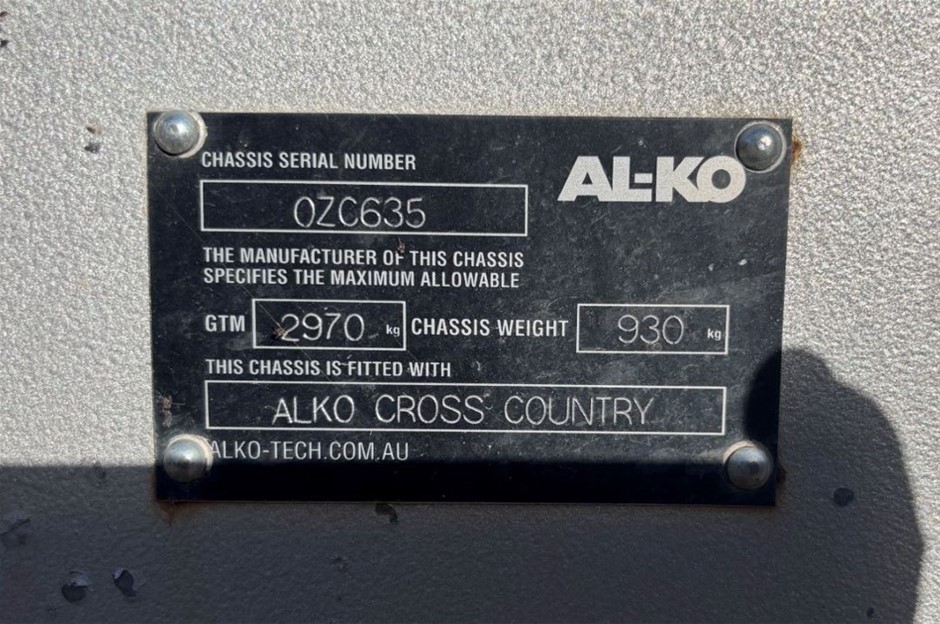 CHASSIS SERIAL NUMBER
AL-KO
OZC635
THE MANUFACTURER OF THIS CHASSIS
SPECIFIES THE MAXIMUM ALLOWABLE
GTM 2970 kg CHASSIS WEIGHT 930 kg
THIS CHASSIS IS FITTED WITH
ALKO CROSS COUNTRY
ALKO-TECH.COM.AU